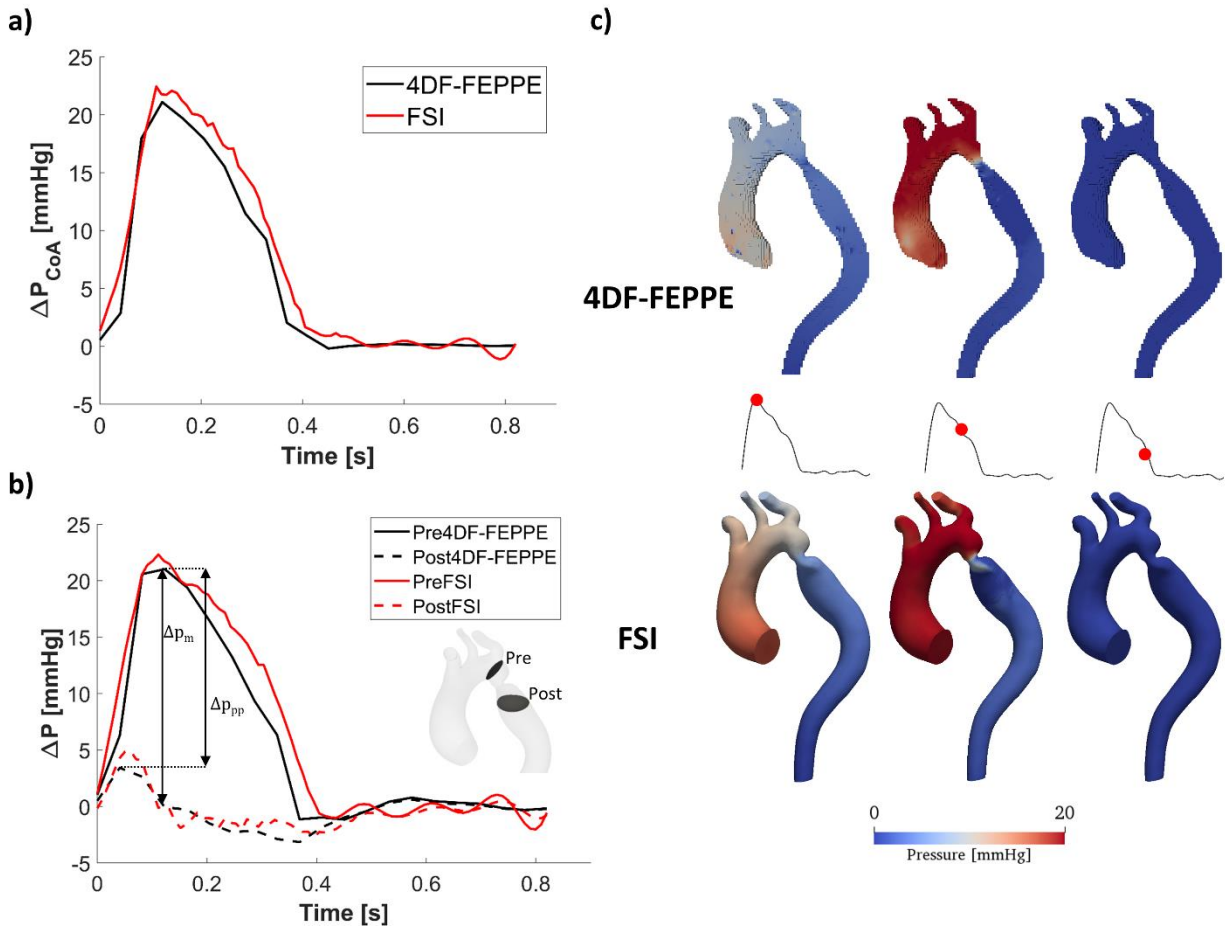 a)
25
20
15
10
5
0
-5
ΔP_CoA [mmHg]
0
0.2
0.4
0.6
0.8
Time [s]
4DF-FEPPE
FSI
b)
25
20
15
10
5
0
-5
ΔP [mmHg]
0
0.2
0.4
0.6
0.8
Time [s]
Pre4DF-FEPPE
Post4DF-FEPPE
PreFSI
PostFSI
Δp_m
Δp_pp
Pre
Post
c)
4DF-FEPPE
FSI
0
20
Pressure [mmHg]